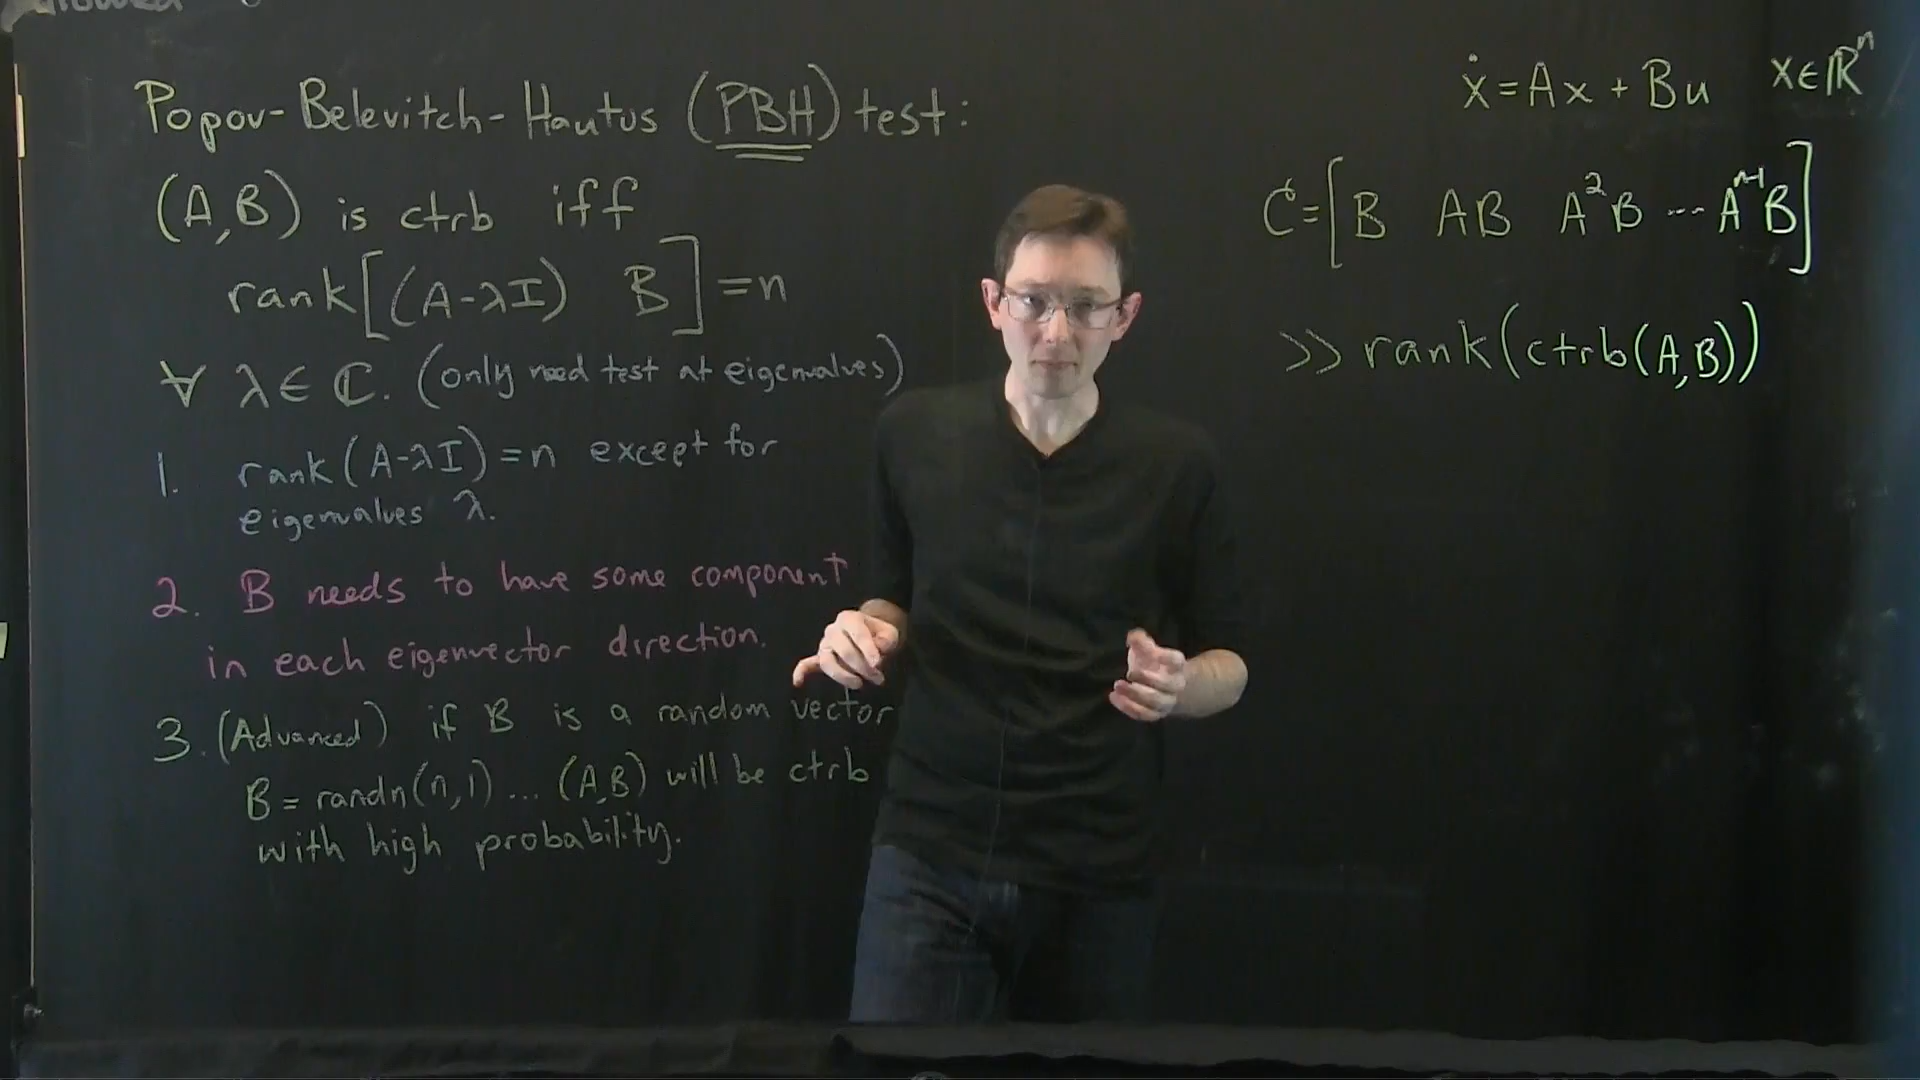 Popov-Belevitch-Hautus (PBH) test:
(A,B) is ctrb iff
rank[(A-λI) B]=n
∀ λ∈ ℂ. (only need test at eigenvalues)
1. rank(A-λI)=n except for
eigenvalues λ.
2. B needs to have some component
in each eigenvector direction.
3. (Advanced) if B is a random vector
B = randn(n,1) ... (A,B) will be ctrb
with high probability.
ẋ=Ax + Bu x∈ℝⁿ
C=[B AB A²B ... Aⁿ⁻¹B]
>> rank(ctrb(A,B))